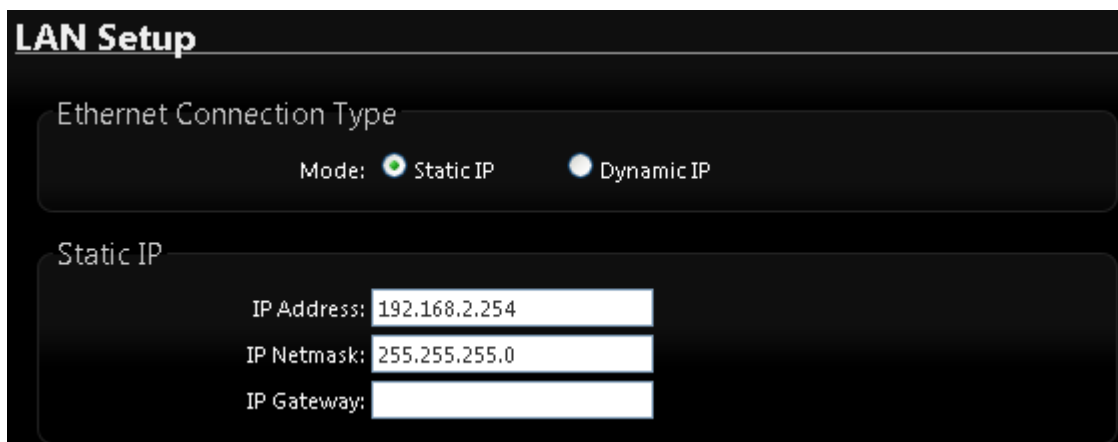 LAN Setup
Ethernet Connection Type
Mode: Static IP Dynamic IP
Static IP
IP Address: 192.168.2.254
IP Netmask: 255.255.255.0
IP Gateway: